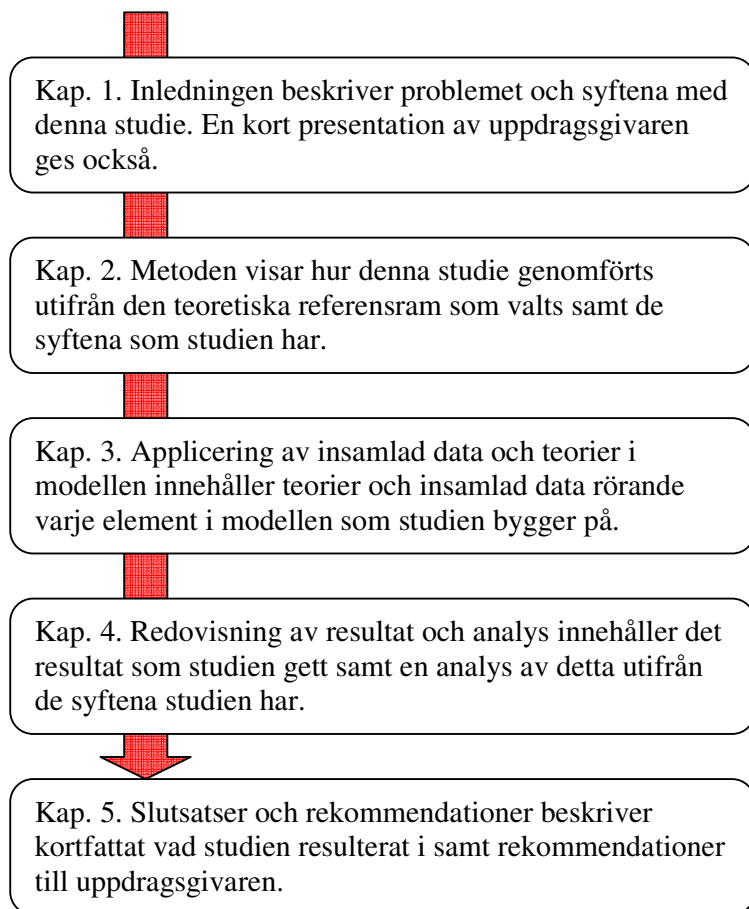 Kap. 1. Inledningen beskriver problemet och syftena med
denna studie. En kort presentation av uppdragsgivaren
ges också.
Kap. 2. Metoden visar hur denna studie genomförts
utifrån den teoretiska referensram som valts samt de
syftena som studien har.
Kap. 3. Applicering av insamlad data och teorier i
modellen innehåller teorier och insamlad data rörande
varje element i modellen som studien bygger på.
Kap. 4. Redovisning av resultat och analys innehåller det
resultat som studien gett samt en analys av detta utifrån
de syftena studien har.
Kap. 5. Slutsatser och rekommendationer beskriver
kortfattat vad studien resulterat i samt rekommendationer
till uppdragsgivaren.